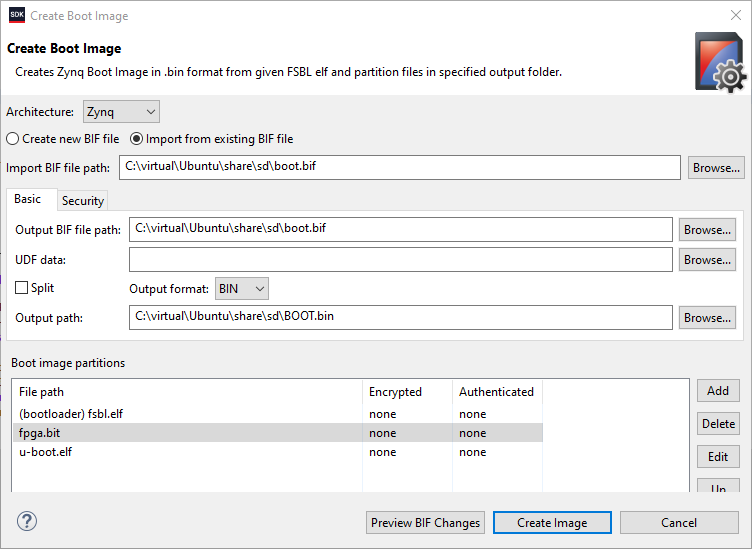 SDK Create Boot Image
Create Boot Image
Creates Zynq Boot Image in .bin format from given FSBL elf and partition files in specified output folder.
Architecture: Zynq
Create new BIF file Import from existing BIF file
Import BIF file path: C:\virtual\Ubuntu\share\sd\boot.bif Browse...
Basic Security
Output BIF file path: C:\virtual\Ubuntu\share\sd\boot.bif Browse...
UDF data: Browse...
Split Output format: BIN
Output path: C:\virtual\Ubuntu\share\sd\BOOT.bin Browse...
Boot image partitions
File path Encrypted Authenticated Add
(bootloader) fsbl.elf none none
fpga.bit none none Delete
u-boot.elf none none Edit
Up
? Preview BIF Changes Create Image Cancel